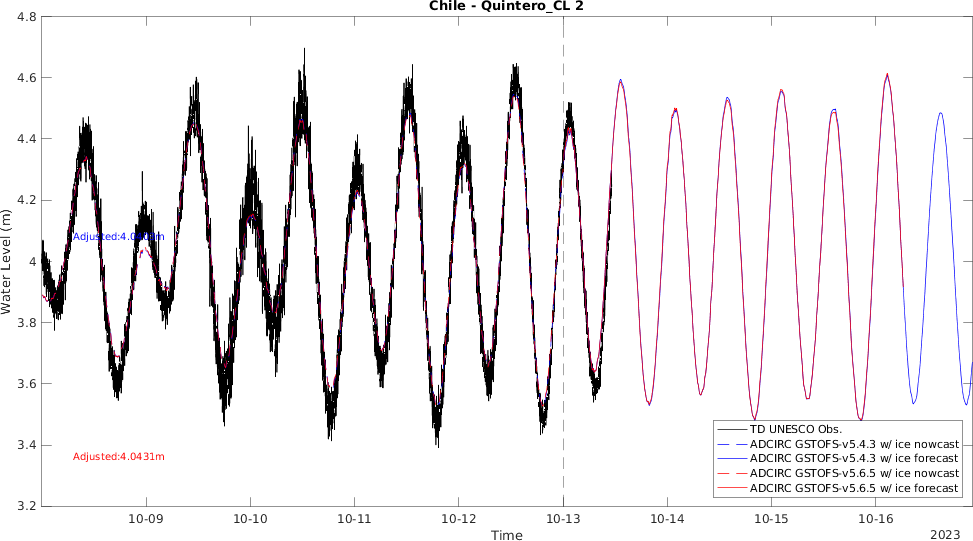 Chile - Quintero_CL 2
Water Level (m)
4.8
4.6
4.4
4.2
4
3.8
3.6
3.4
3.2
m
Adjusted:4.0431m
TD UNESCO Obs.
ADCIRC GSTOFS-v5.4.3 w/ ice nowcast
ADCIRC GSTOFS-v5.4.3 w/ ice forecast
ADCIRC GSTOFS-v5.6.5 w/ ice nowcast
ADCIRC GSTOFS-v5.6.5 w/ ice forecast
10-09 10-10 10-11 10-12 10-13 10-14 10-15 10-16
Time
2023